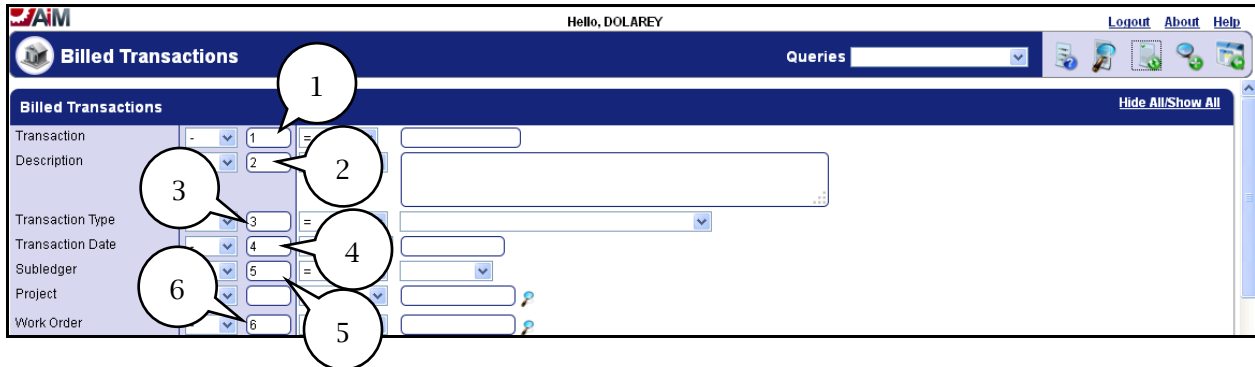 AiM Hello, DOLAREY Logout About Help
Billed Transactions Queries
1
Billed Transactions Hide All/Show All
Transaction - 1 =
Description 2 2
3
Transaction Type 3 =
Transaction Date - 4 4
Subledger 5 =
6
Project
Work Order - 6 5